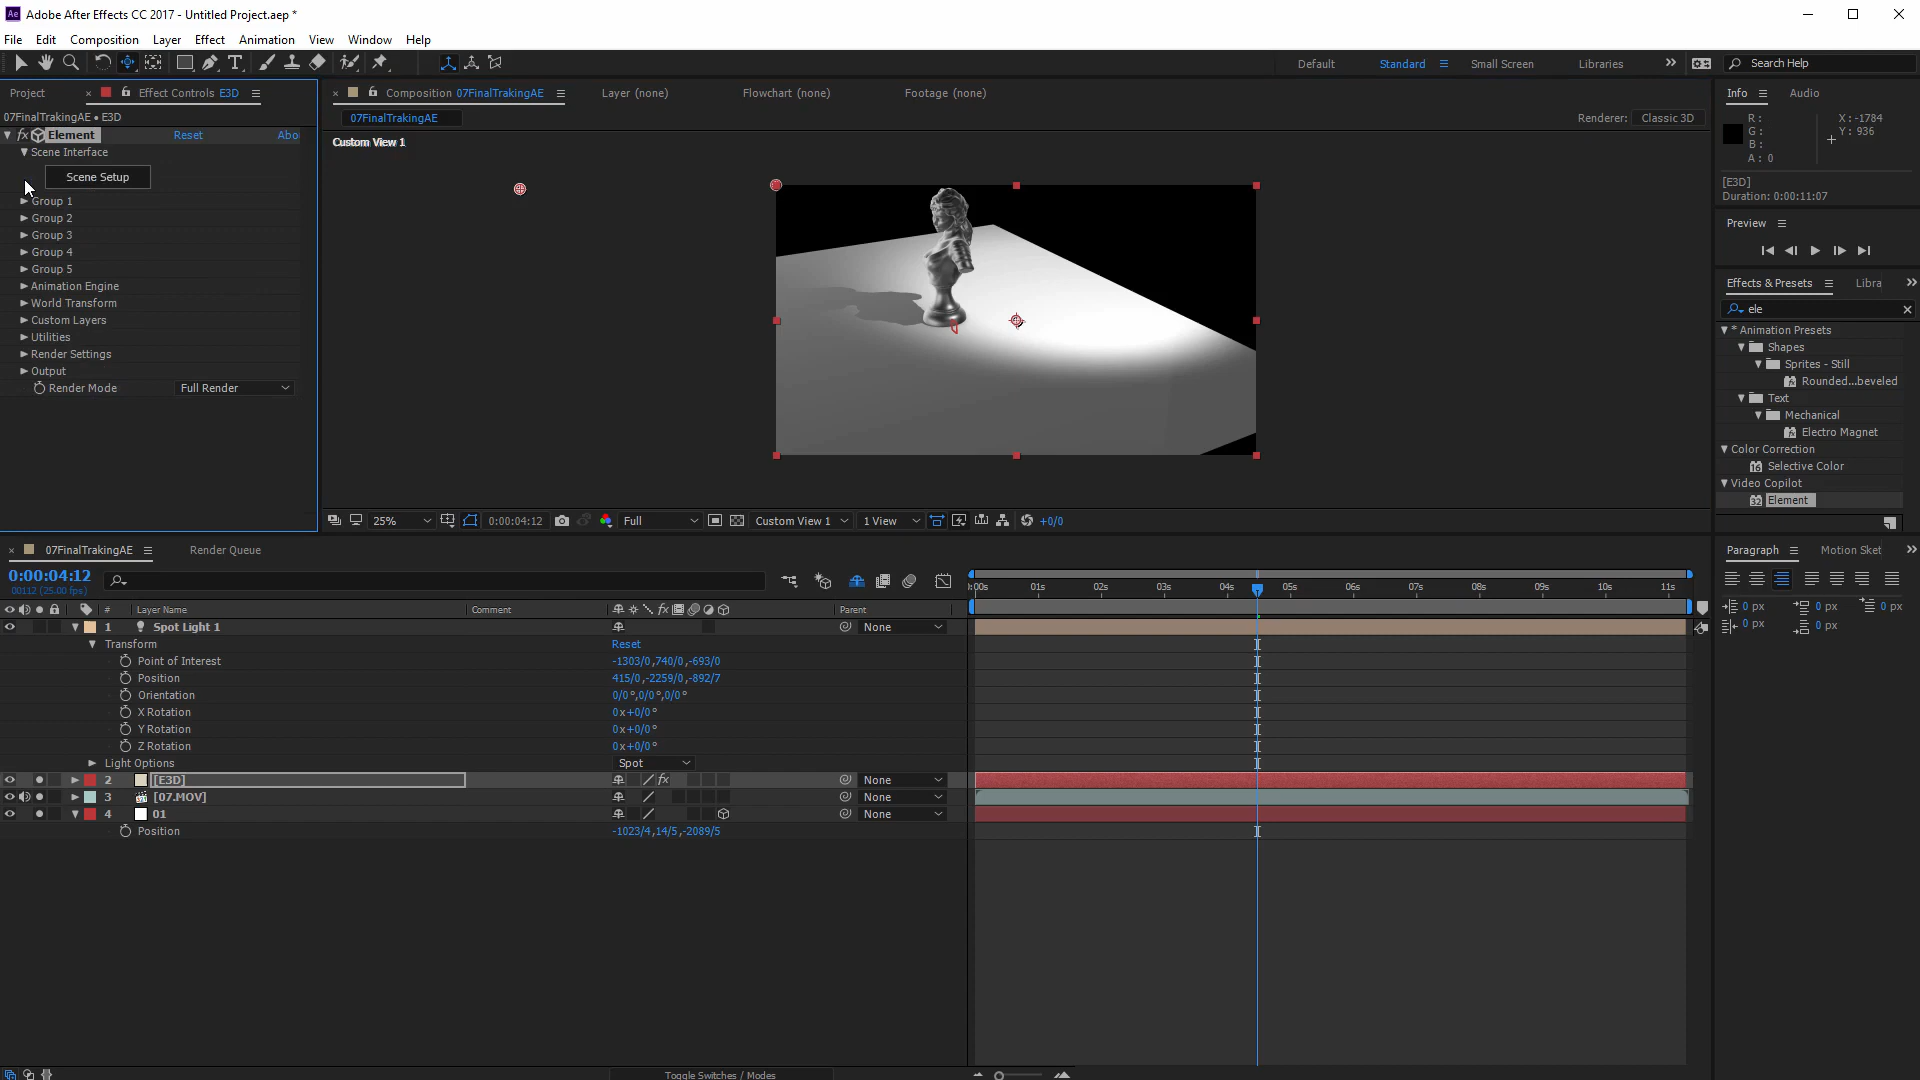 Adobe After Effects CC 2017 - Untitled Project.aep *
File Edit Composition Layer Effect Animation View Window Help
Default Standard Small Screen Libraries Search Help
Project Effect Controls E3D
07FinalTrakingAE • E3D
fx Element Reset Abo
Scene Interface
Scene Setup
Group 1
Group 2
Group 3
Group 4
Group 5
Animation Engine
World Transform
Custom Layers
Utilities
Render Settings
Output
Render Mode Full Render
Composition 07FinalTrakingAE Layer (none) Flowchart (none) Footage (none)
07FinalTrakingAE Renderer: Classic 3D
Custom View 1
25% 0:00:04:12 Full Custom View 1 1 View +0/0
Info Audio
R: X: -1784
G: Y: 936
B:
A: 0
[E3D]
Duration: 0:00:11:07
Preview
Effects & Presets Libra
ele
* Animation Presets
Shapes
Sprites - Still
Rounded...beveled
Text
Mechanical
Electro Magnet
Color Correction
Selective Color
Video Copilot
Element
Paragraph Motion Sket
0 px 0 px 0 px
0 px 0 px
07FinalTrakingAE Render Queue
0:00:04:12
00112 (25.00 fps)
# Layer Name Comment Parent
:00s 01s 02s 03s 04s 05s 06s 07s 08s 09s 10s 11s
1 Spot Light 1 None
Transform Reset
Point of Interest -1303/0,740/0,-693/0
Position 415/0,-2259/0,-892/7
Orientation 0/0°,0/0°,0/0°
X Rotation 0x+0/0°
Y Rotation 0x+0/0°
Z Rotation 0x+0/0°
Light Options Spot
2 [E3D] fx None
3 [07.MOV] None
4 01 None
Position -1023/4,14/5,-2089/5
Toggle Switches / Modes